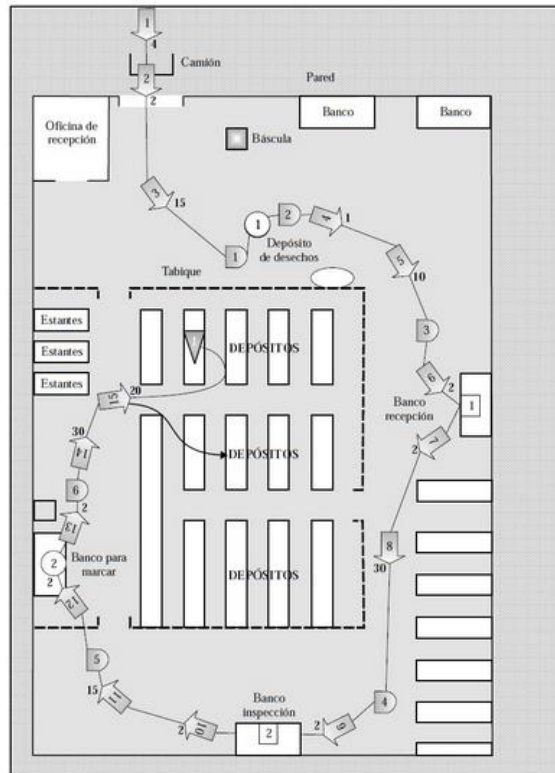 1
4
Camión
2
2
Pared
Oficina de
recepción
Banco
Banco
Báscula
3
15
1
2
4
1
1
Depósito
de desechos
5
10
Tabique
3
Estantes
Estantes
Estantes
1
DEPÓSITOS
6
2
Banco
recepción
1
15
20
7
2
30
14
DEPÓSITOS
6
2
13
8
30
Banco para
marcar
2
2
12
DEPÓSITOS
5
15
11
Banco
inspección
2
10
2
2
9
4